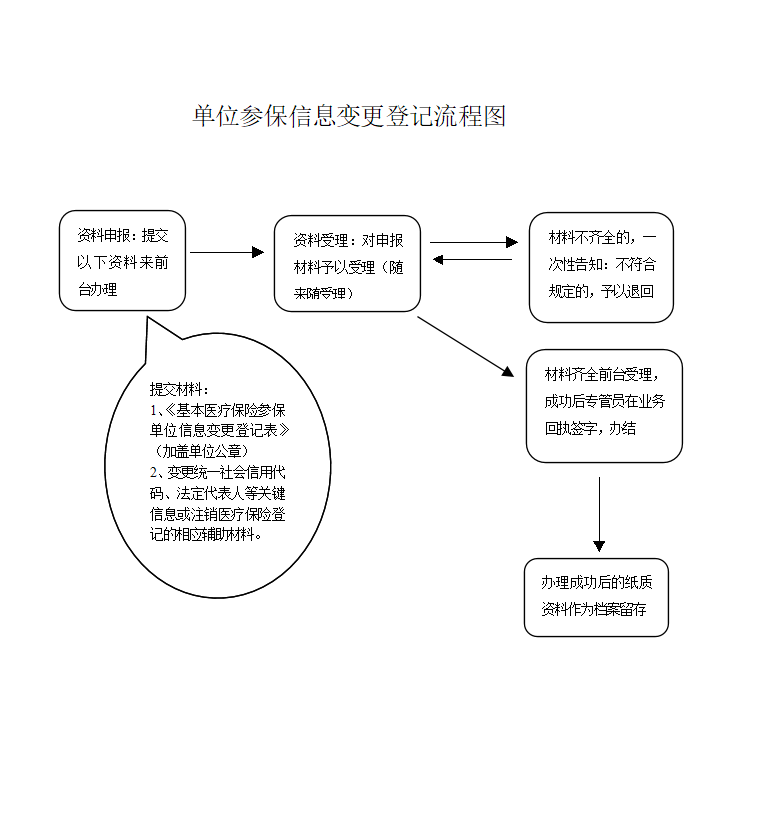 单位参保信息变更登记流程图
资料申报：提交
以下资料来前
台办理
资料受理：对申报
材料予以受理（随
来随受理）
材料不齐全的，一
次性告知：不符合
规定的，予以退回
材料齐全前台受理，
成功后专管员在业务
回执签字，办结
提交材料：
1、《基本医疗保险参保
单位信息变更登记表》
（加盖单位公章）
2、变更统一社会信用代
码、法定代表人等关键
信息或注销医疗保险登
记的相应辅助材料。
办理成功后的纸质
资料作为档案留存